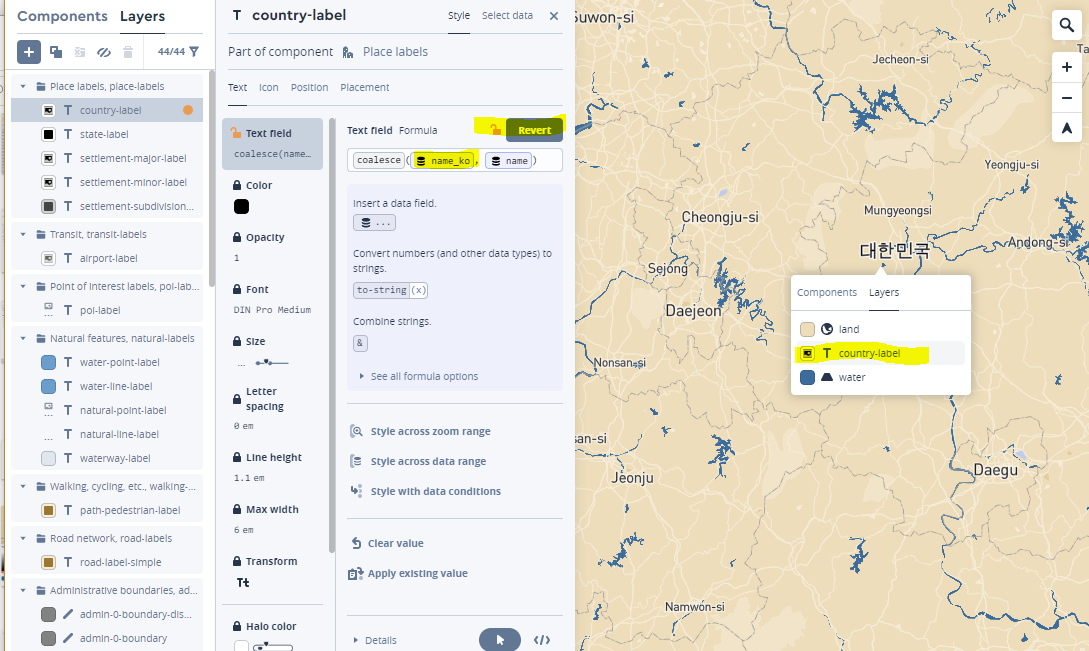 Components Layers
44/44
Place labels, place-labels
country-label
state-label
settlement-major-label
settlement-minor-label
settlement-subdivision...
Transit, transit-labels
airport-label
Point of interest labels, poi-lab...
poi-label
Natural features, natural-labels
water-point-label
water-line-label
natural-point-label
natural-line-label
waterway-label
Walking, cycling, etc., walking-...
path-pedestrian-label
Road network, road-labels
road-label-simple
Administrative boundaries, ad...
admin-0-boundary-dis...
admin-0-boundary
T country-label
Style Select data
Part of component Place labels
Text Icon Position Placement
Text field
coalesce(name...
Color
Opacity
1
Font
DIN Pro Medium
Size
...
Letter
spacing
0 em
Line height
1.1 em
Max width
6 em
Transform
Tt
Halo color
Text field Formula
Revert
coalesce ( name_ko , name )
Insert a data field.
...
Convert numbers (and other data types) to
strings.
to-string (x)
Combine strings.
&
See all formula options
Style across zoom range
Style across data range
Style with data conditions
Clear value
Apply existing value
Details
</>
Suwon-si
Jecheon-si
Ta
Yeongju-si
Mungyeongsi
Cheongju-si
Andong-si
대한민국
Sejong
Daejeon
Nonsan-si
Components Layers
land
T country-label
water
san-si
Jeonju
Daegu
Namwon-si